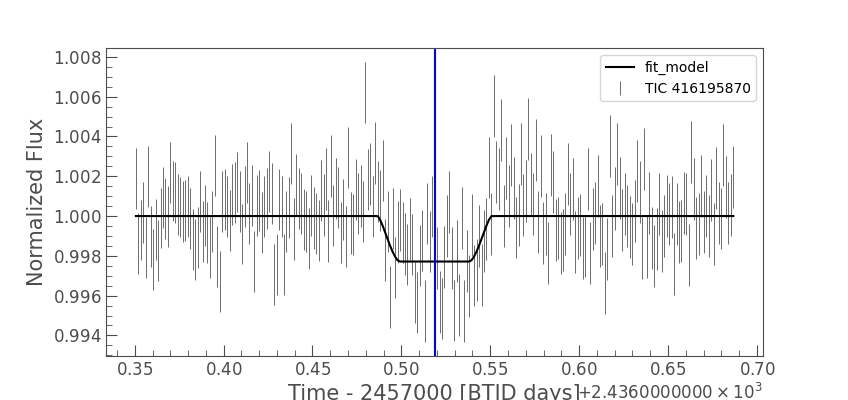 1.008
1.006
1.004
1.002
1.000
0.998
0.996
0.994
Normalized Flux
fit_model
TIC 416195870
0.35 0.40 0.45 0.50 0.55 0.60 0.65 0.70
Time - 2457000 [BTJD days]
+2.4360000000 × 10³